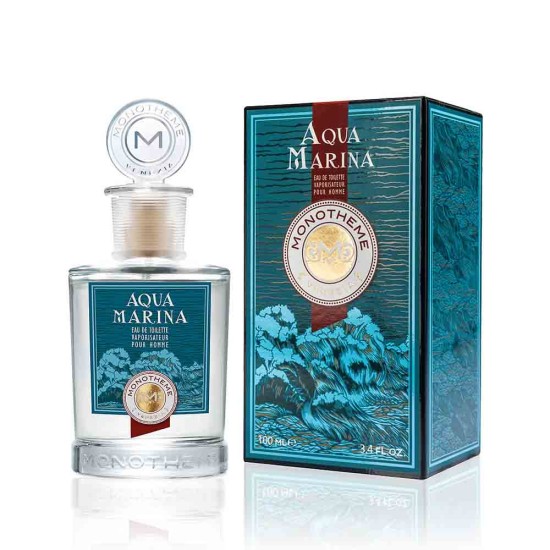 MONOTHEME
M
VENEZIA
AQUA
MARINA
EAU DE TOILETTE
VAPORISATEUR
POUR HOMME
MONOTHEME
M
MONOTHEME
AQUA
MARINA
EAU DE TOILETTE
VAPORISATEUR
POUR HOMME
MONOTHEME
M
100 ML e
3.4 FL.OZ.